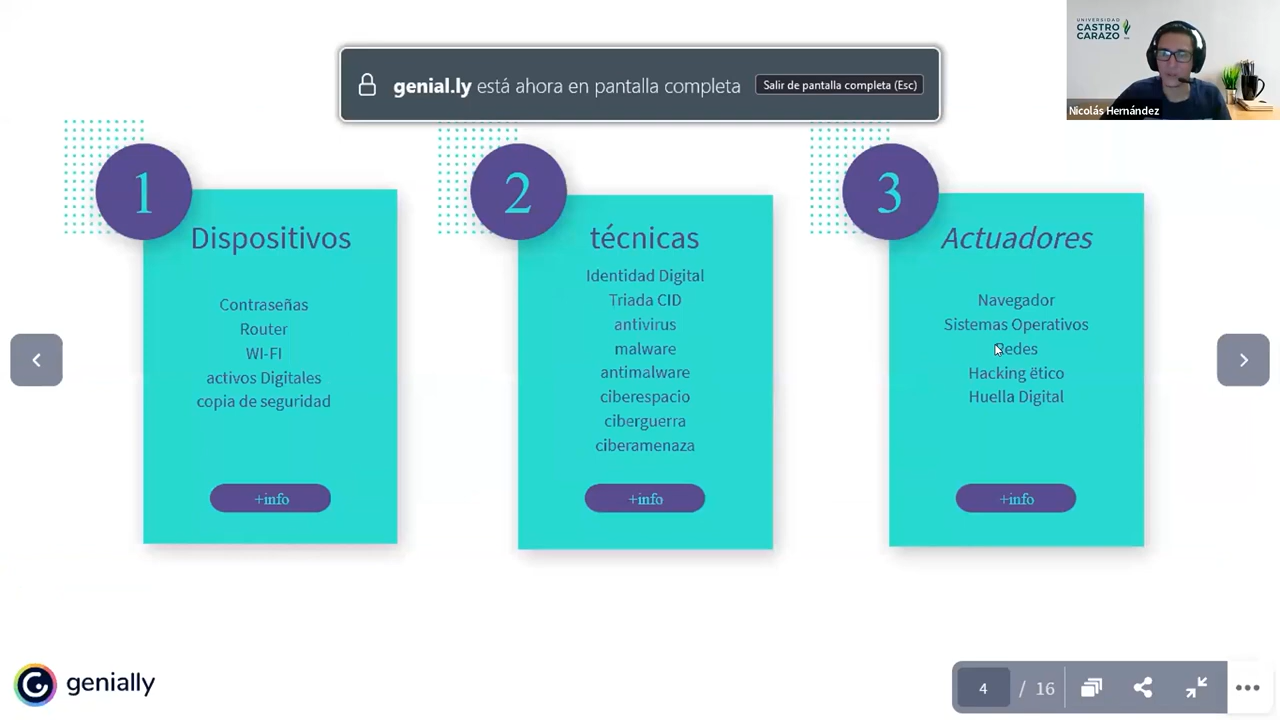 UNIVERSIDAD
CASTRO
CARAZO
Nicolás Hernández
genial.ly está ahora en pantalla completa
Salir de pantalla completa (Esc)
1
Dispositivos
Contraseñas
Router
WI-FI
activos Digitales
copia de seguridad
+info
2
técnicas
Identidad Digital
Triada CID
antivirus
malware
antimalware
ciberespacio
ciberguerra
ciberamenaza
+info
3
Actuadores
Navegador
Sistemas Operativos
Redes
Hacking ëtico
Huella Digital
+info
genially
4 / 16